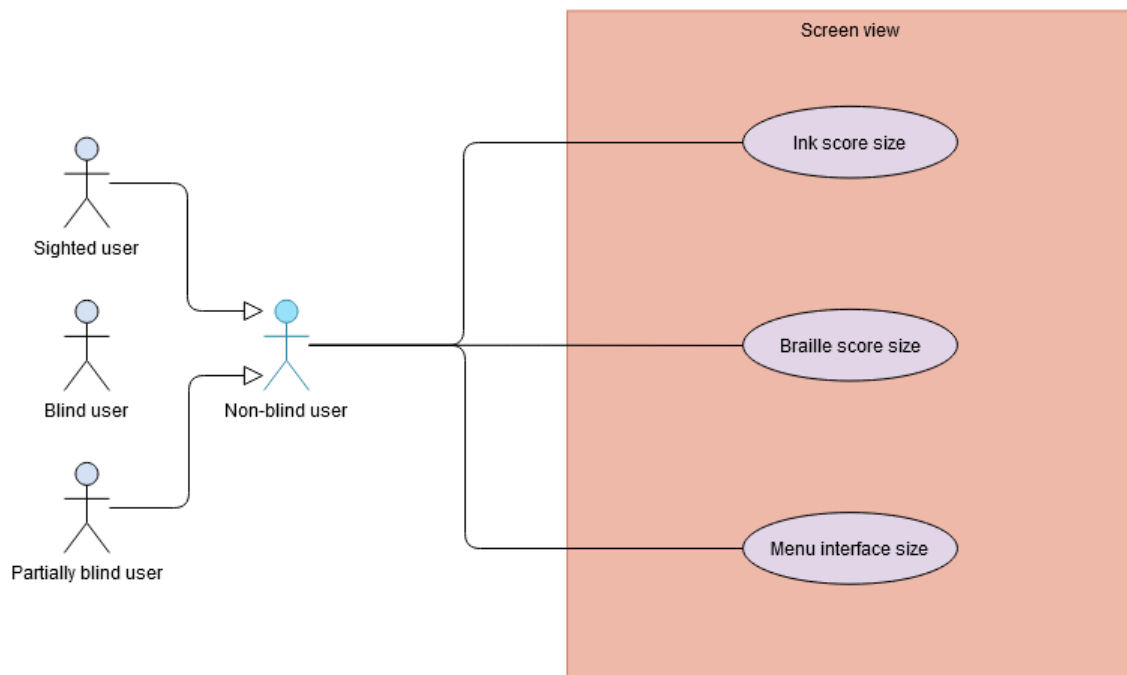 Screen view
Ink score size
Sighted user
Braille score size
Blind user
Non-blind user
Menu interface size
Partially blind user